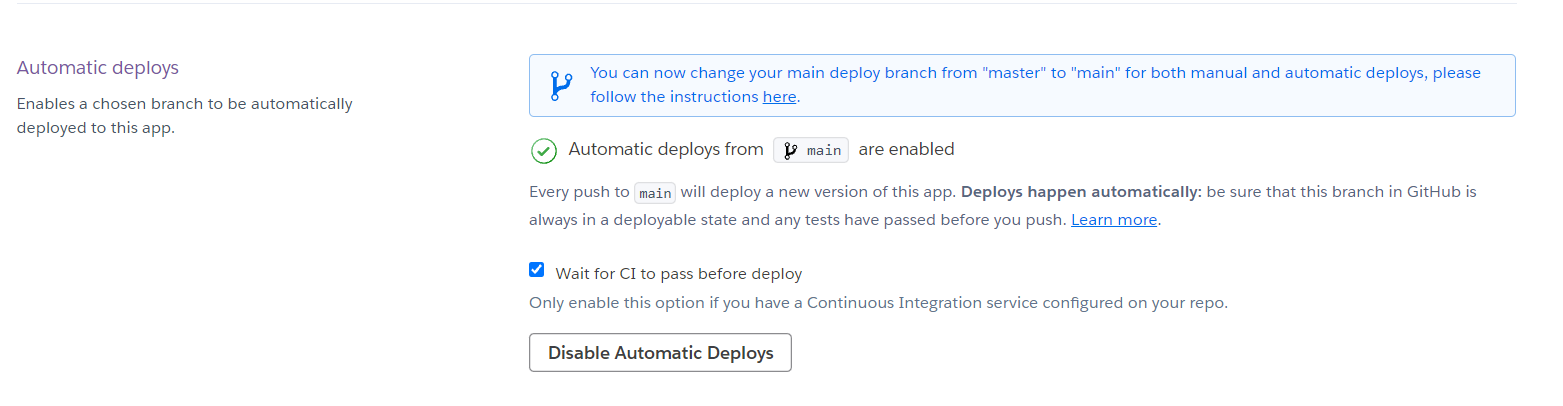 Automatic deploys
Enables a chosen branch to be automatically
deployed to this app.
You can now change your main deploy branch from "master" to "main" for both manual and automatic deploys, please
follow the instructions here.
Automatic deploys from main are enabled
Every push to main will deploy a new version of this app. Deploys happen automatically: be sure that this branch in GitHub is
always in a deployable state and any tests have passed before you push. Learn more.
Wait for CI to pass before deploy
Only enable this option if you have a Continuous Integration service configured on your repo.
Disable Automatic Deploys